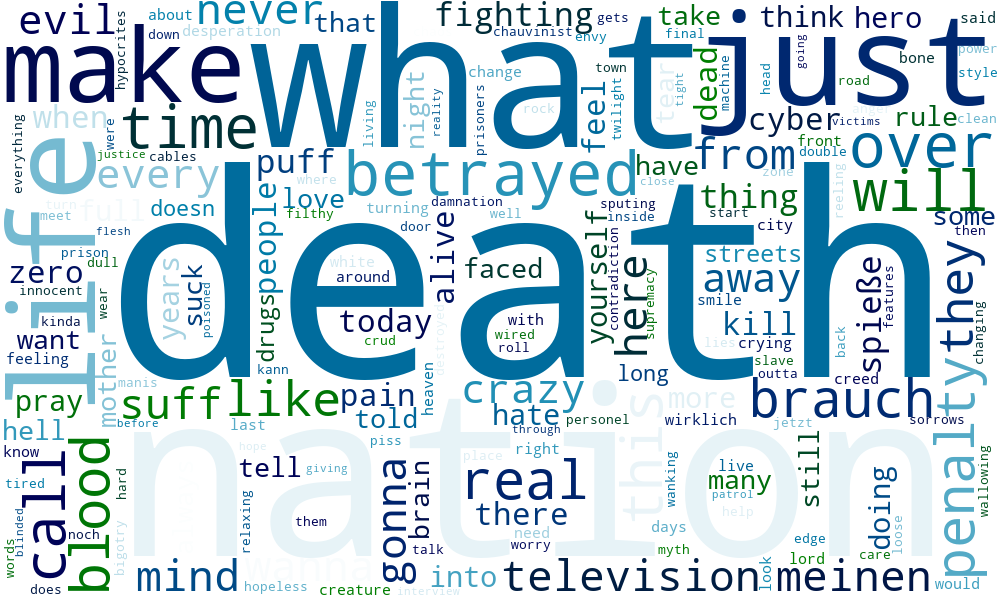 evil
hypocrites
about
down
never
desperation
that
fighting
chauvinist
gets
envy
take
final
think
hero
said
going
bone
power
style
make
what
just
everything
when
were
time
living
night
change
reality
prisoners
rock
town
feel
twilight
tear
tight
dead
machine
head
road
cyber
victims
rule
clean
life
justice
cables
every
puff
where
betrayed
have
close
from
front
double
zone
over
will
turn
meet
full
doesn
people
love
filthy
turning
damnation
door
well
sputing
inside
yourself
contradiction
thing
start
city
reeling
some
then
flesh
prison
dull
zero
innocent
wear
death
years
suck
poisoned
drugs
white
around
alive
faced
here
supremacy
streets
away
smile
they
features
spieße
changing
kinda
want
feeling
mother
today
crud
destroyed
with
wired
roll
lies
kill
crying
slave
back
outta
creed
kann
heaven
long
pray
manis
before
suff
like
pain
told
crazy
hate
through
personel
this
more
wirklich
brauch
jetzt
sorrows
penalty
hell
know
tired
last
hope
piss
right
place
nation
call
blood
hard
tell
giving
gonna
brain
real
there
wanking
live
many
patrol
help
still
doing
wallowing
words
blinded
noch
bigotry
relaxing
them
need
worry
days
edge
loose
does
mind
wanna
hopeless
creature
interview
talk
into
television
myth
look
lord
care
meinen
would